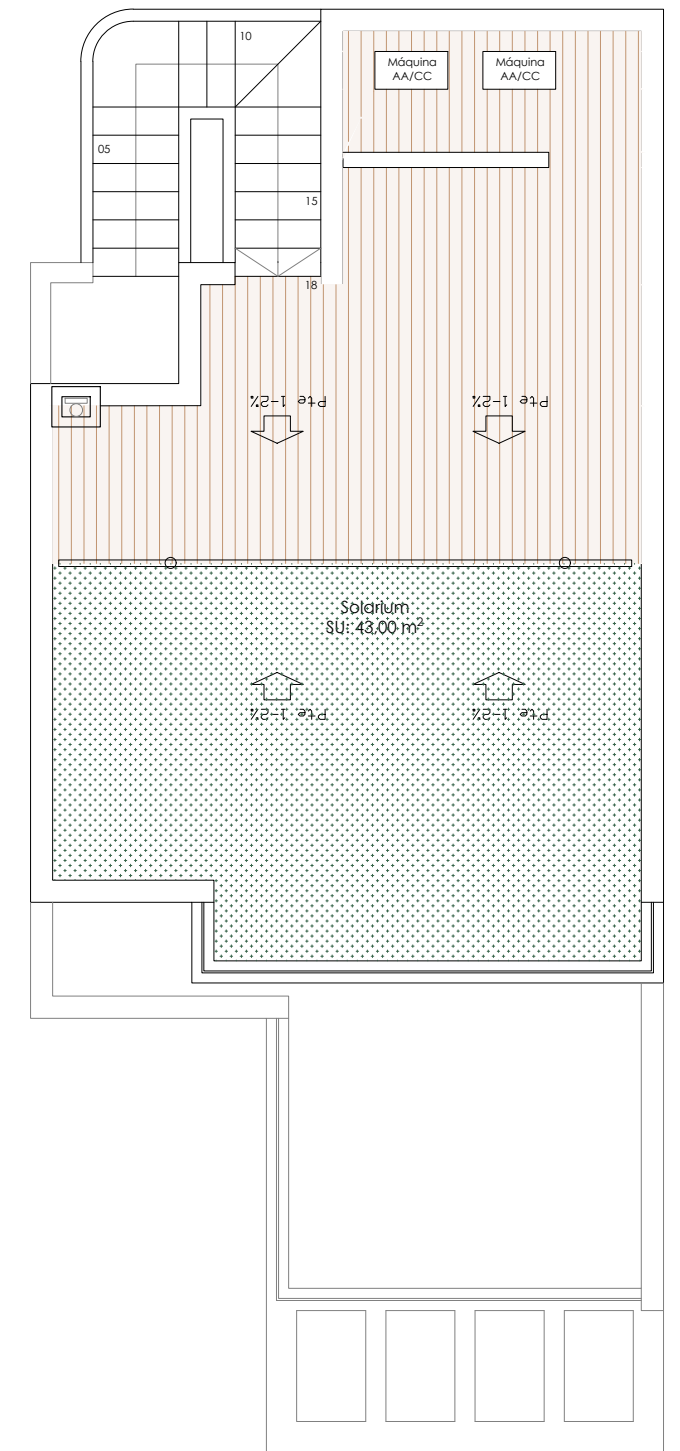 10
Máquina
AA/CC
Máquina
AA/CC
05
15
18
Pte 1-2%
Pte 1-2%
Solarium
SU: 43,00 m²
Pte 1-2%
Pte 1-2%